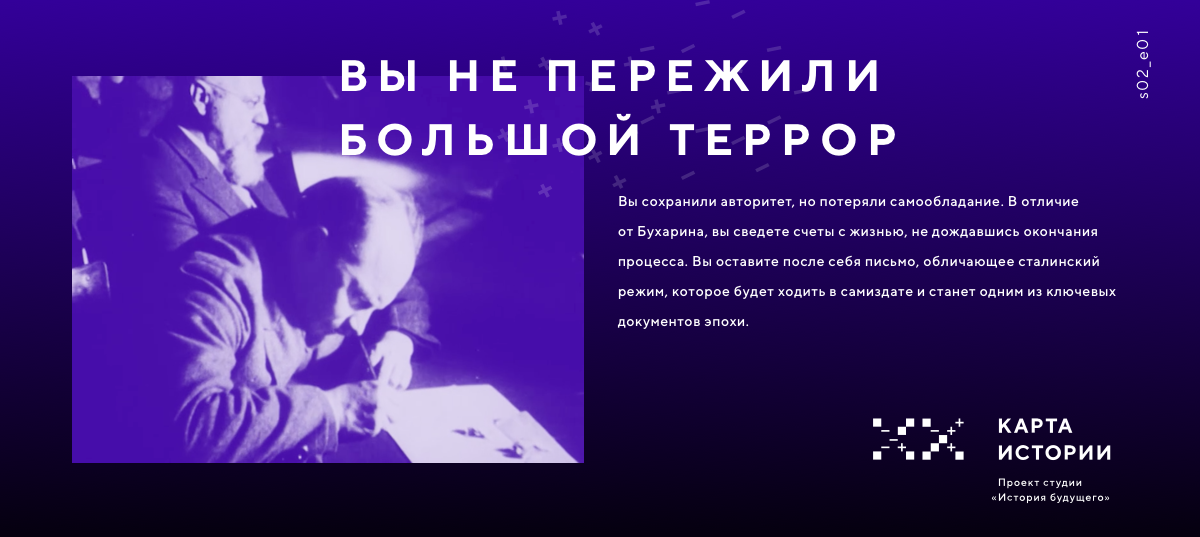 ВЫ НЕ ПЕРЕЖИЛИ
БОЛЬШОЙ ТЕРРОР
s02_e01
Вы сохранили авторитет, но потеряли самообладание. В отличие
от Бухарина, вы сведете счеты с жизнью, не дождавшись окончания
процесса. Вы оставите после себя письмо, обличающее сталинский
режим, которое будет ходить в самиздате и станет одним из ключевых
документов эпохи.
КАРТА
ИСТОРИИ
Проект студии
«История будущего»